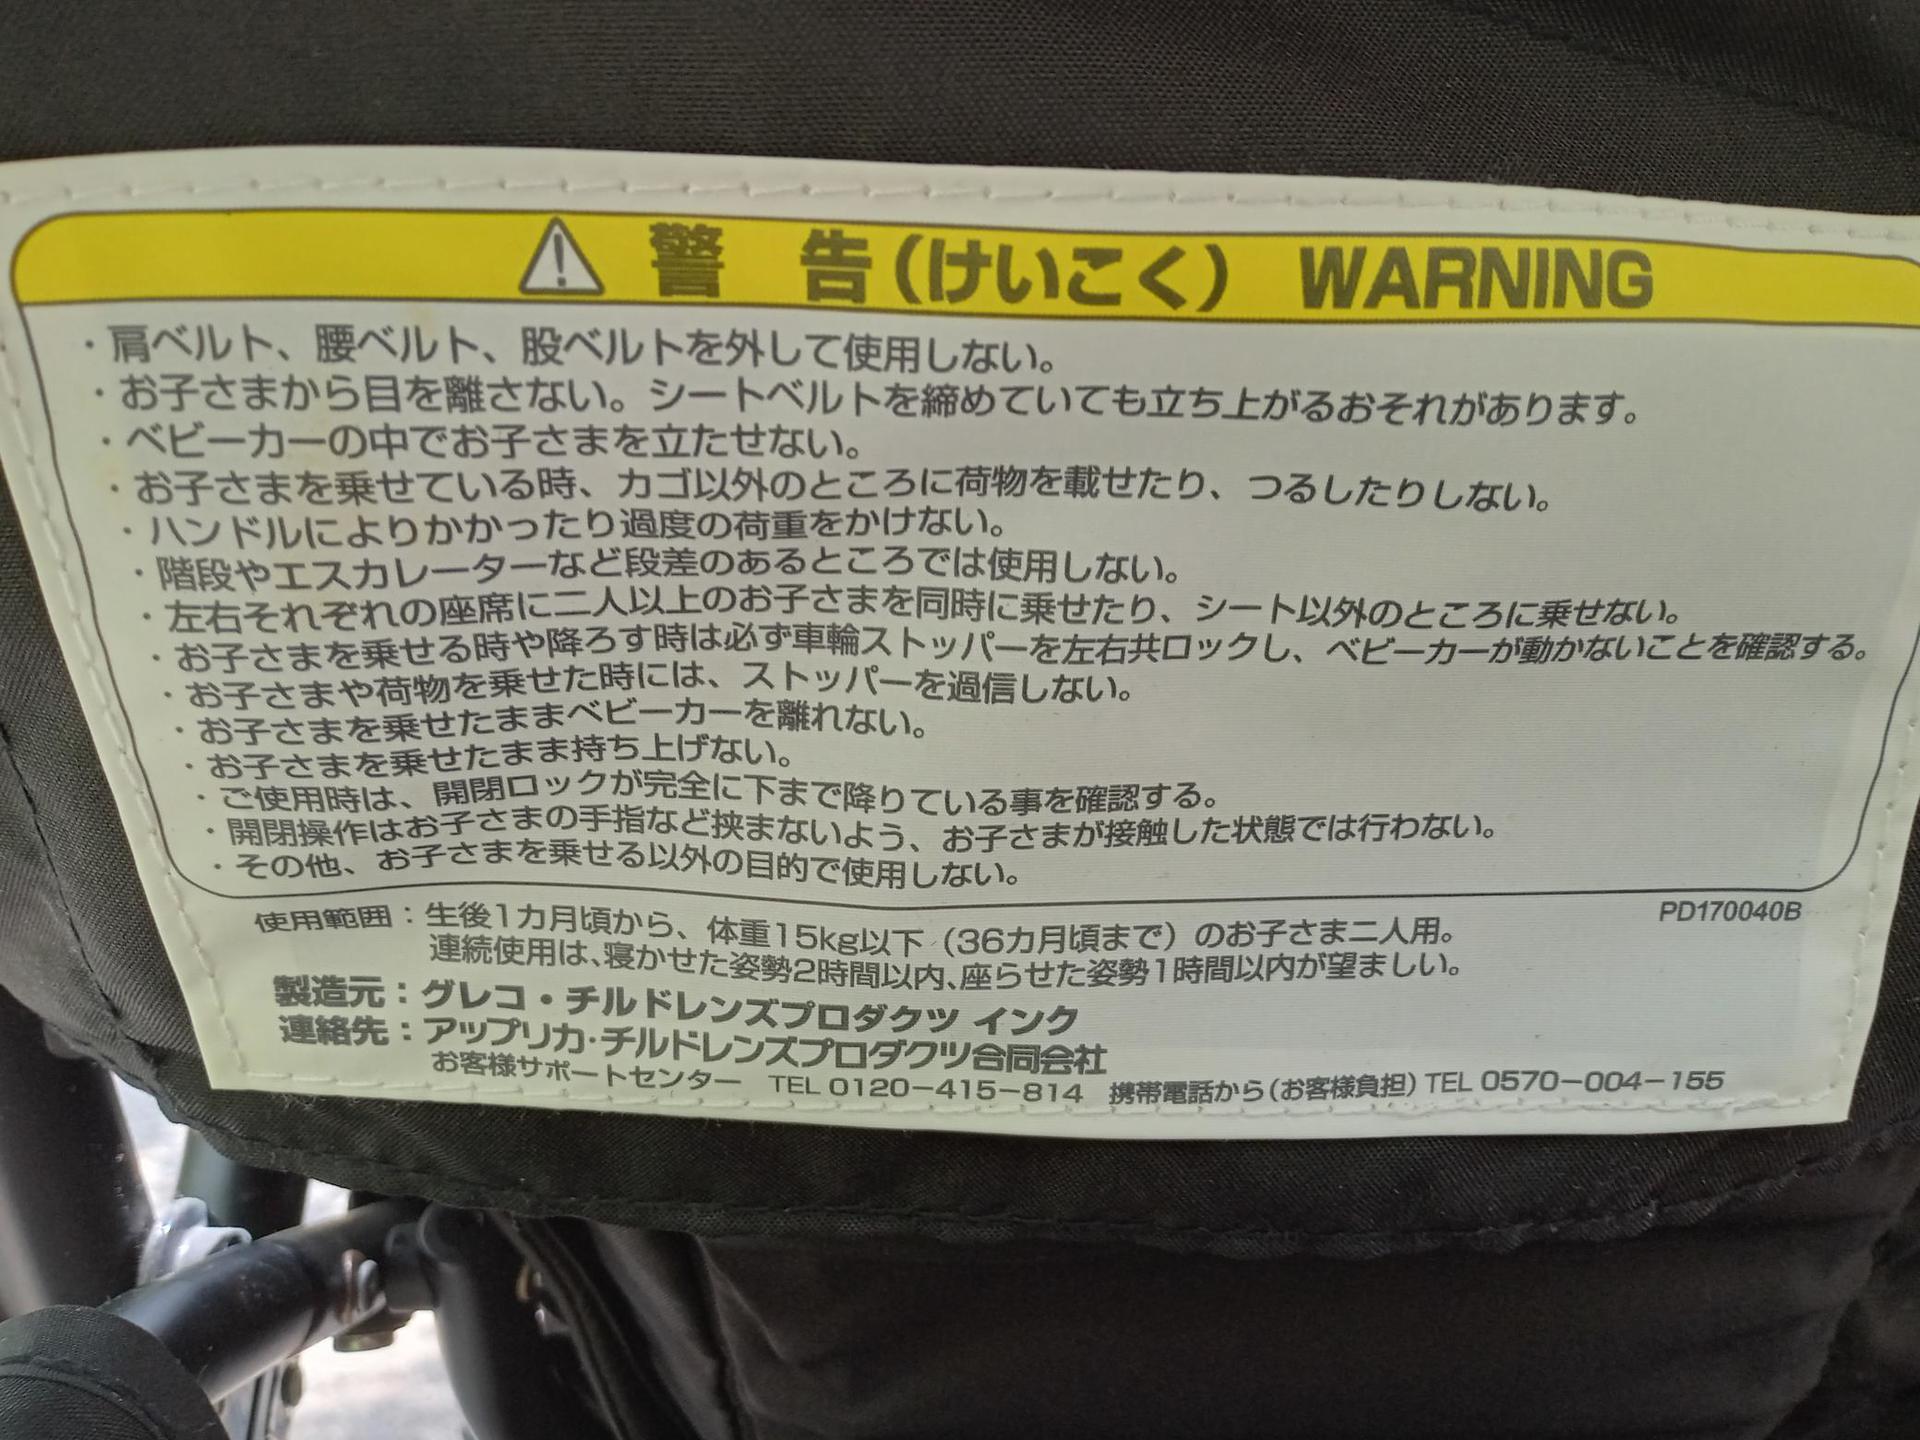 警 告（けいこく） WARNING
・肩ベルト、腰ベルト、股ベルトを外して使用しない。
・お子さまから目を離さない。シートベルトを締めていても立ち上がるおそれがあります。
・ベビーカーの中でお子さまを立たせない。
・お子さまを乗せている時、カゴ以外のところに荷物を載せたり、つるしたりしない。
・ハンドルによりかかったり過度の荷重をかけない。
・階段やエスカレーターなど段差のあるところでは使用しない。
・左右それぞれの座席に二人以上のお子さまを同時に乗せたり、シート以外のところに乗せない。
・お子さまを乗せる時や降ろす時は必ず車輪ストッパーを左右共ロックし、ベビーカーが動かないことを確認する。
・お子さまや荷物を乗せた時には、ストッパーを過信しない。
・お子さまを乗せたままベビーカーを離れない。
・お子さまを乗せたまま持ち上げない。
・ご使用時は、開閉ロックが完全に下まで降りている事を確認する。
・開閉操作はお子さまの手指など挟まないよう、お子さまが接触した状態では行わない。
・その他、お子さまを乗せる以外の目的で使用しない。
PD170040B
使用範囲：生後1カ月頃から、体重15kg以下（36カ月頃まで）のお子さま二人用。
連続使用は、寝かせた姿勢2時間以内、座らせた姿勢1時間以内が望ましい。
製造元：グレコ・チルドレンズプロダクツ インク
連絡先：アップリカ・チルドレンズプロダクツ合同会社
お客様サポートセンター TEL 0120−415−814 携帯電話から（お客様負担）TEL 0570−004−155